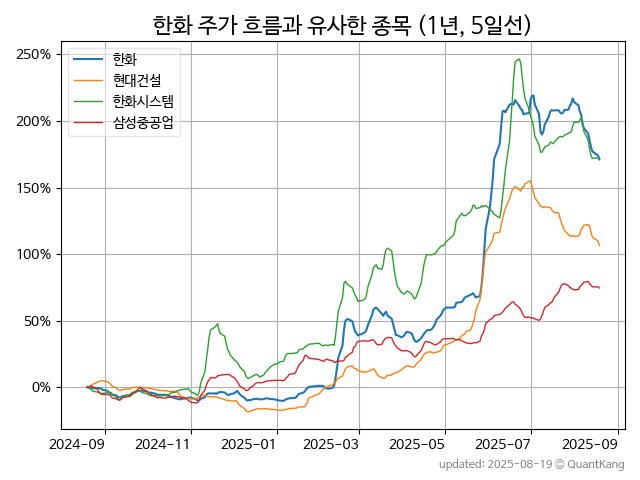 한화 주가 흐름과 유사한 종목 (1년, 5일선)
한화
현대건설
한화시스템
삼성중공업
250%
200%
150%
100%
50%
0%
2024-09 2024-11 2025-01 2025-03 2025-05 2025-07 2025-09
updated: 2025-08-19 © QuantKang